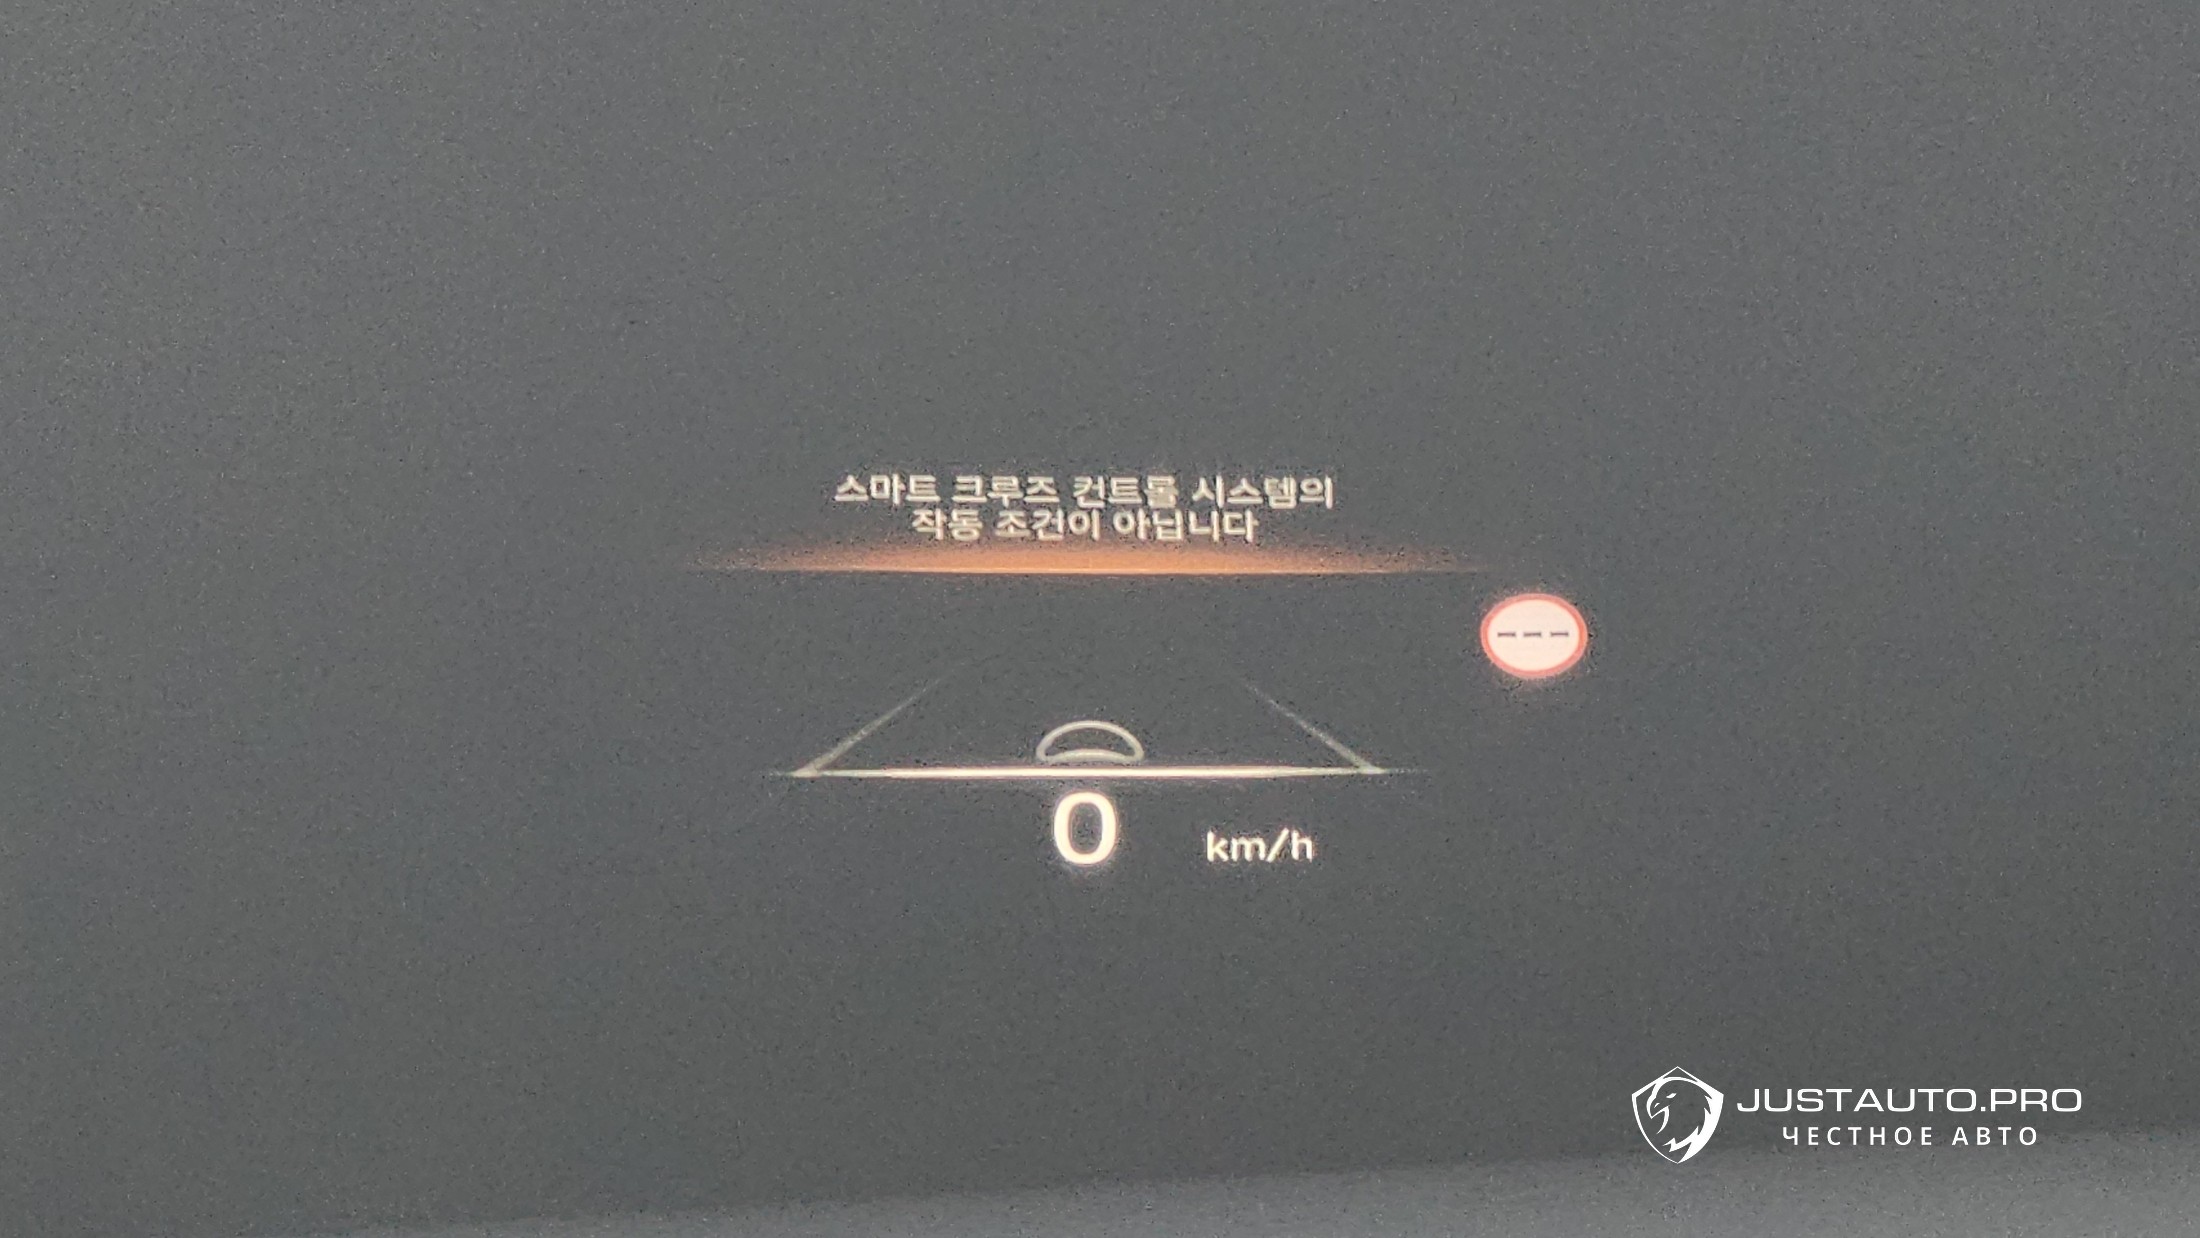 스마트 크루즈 컨트롤 시스템의
작동 조건이 아닙니다
---
0 km/h
JUSTAUTO.PRO
ЧЕСТНОЕ АВТО